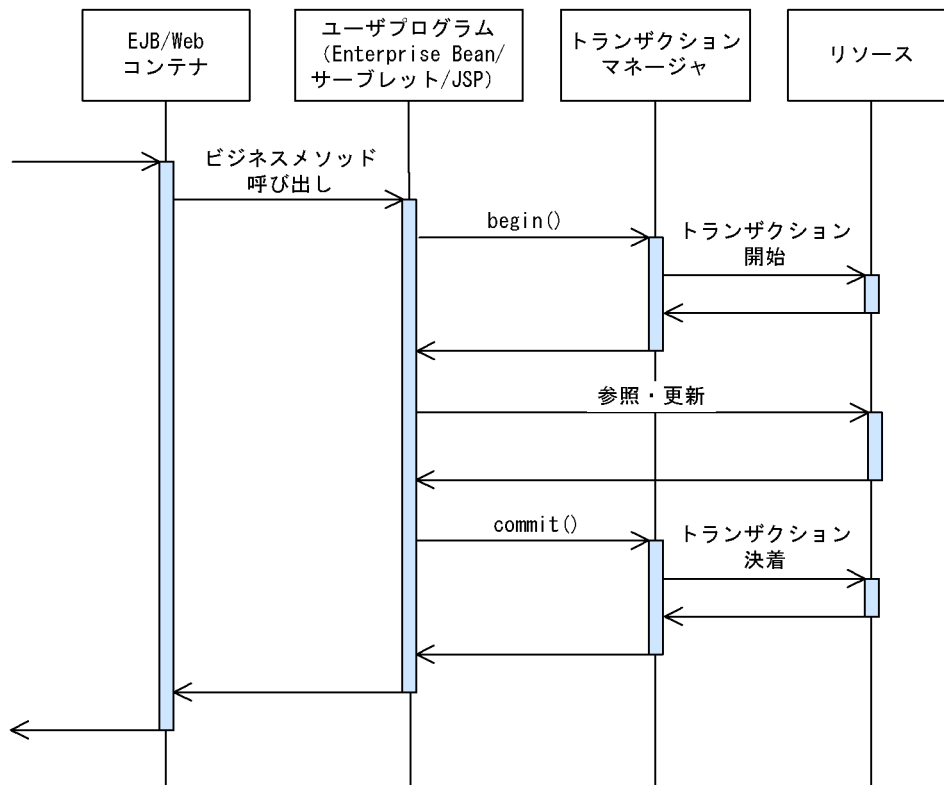 EJB/Web
コンテナ
ユーザプログラム
(Enterprise Bean/
サーブレット/JSP)
トランザクション
マネージャ
リソース
ビジネスメソッド
呼び出し
begin()
トランザクション
開始
参照・更新
commit()
トランザクション
決着